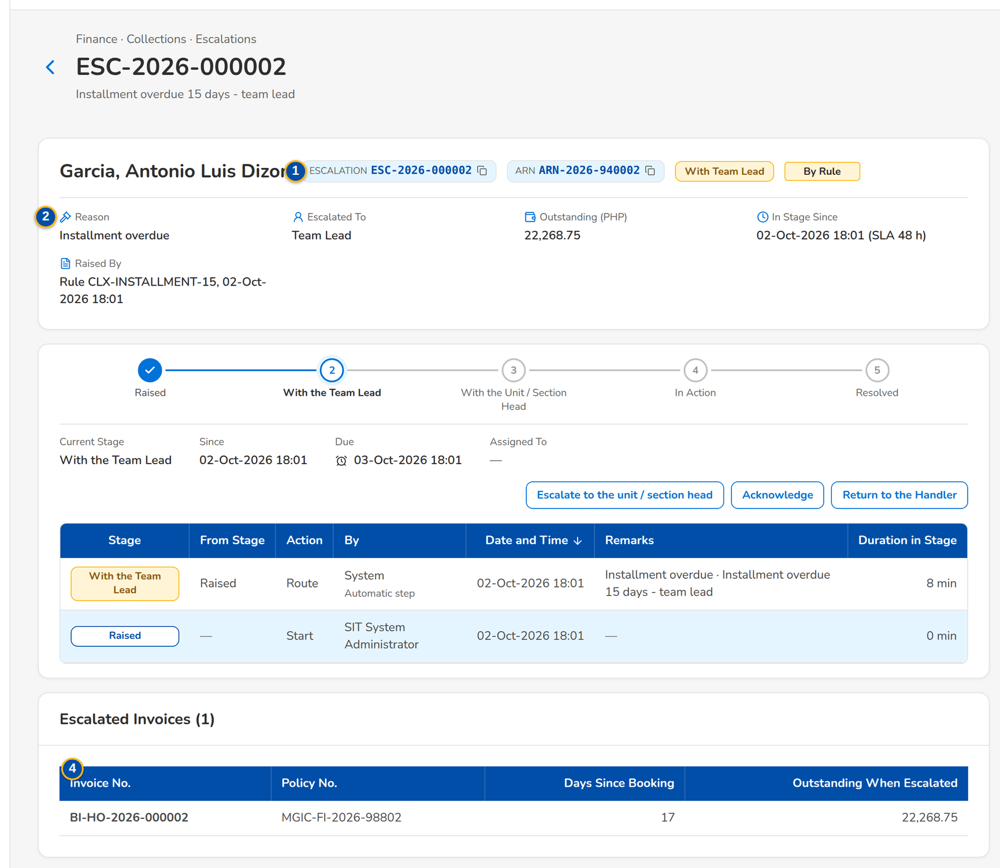 Finance · Collections · Escalations
ESC-2026-000002
Installment overdue 15 days - team lead
Garcia, Antonio Luis
1
ESCALATION ESC-2026-000002
ARN ARN-2026-940002
With Team Lead
By Rule
2
Reason
Escalated To
Outstanding (PHP)
In Stage Since
Installment overdue
Team Lead
22,268.75
02-Oct-2026 18:01 (SLA 48 h)
Raised By
Rule CLX-INSTALLMENT-15, 02-Oct-
2026 18:01
2
3
4
5
Raised
With the Team Lead
With the Unit / Section
Head
In Action
Resolved
Current Stage
Since
Due
Assigned To
With the Team Lead
02-Oct-2026 18:01
03-Oct-2026 18:01
—
Escalate to the unit / section head
Acknowledge
Return to the Handler
Stage
From Stage
Action
By
Date and Time
Remarks
Duration in Stage
With the Team
Lead
Raised
Route
System
Automatic step
02-Oct-2026 18:01
Installment overdue · Installment overdue
15 days - team lead
8 min
Raised
—
Start
SIT System
Administrator
02-Oct-2026 18:01
—
0 min
Escalated Invoices (1)
4
Invoice No.
Policy No.
Days Since Booking
Outstanding When Escalated
BI-HO-2026-000002
MGIC-FI-2026-98802
17
22,268.75